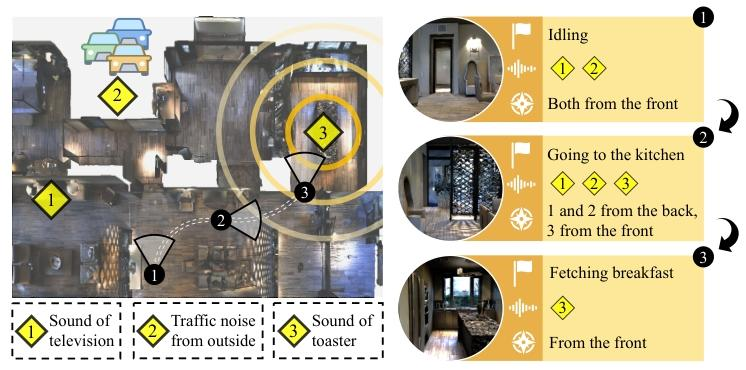 2
3
1
3
2
1
1 Sound of
television
2 Traffic noise
from outside
3 Sound of
toaster
1
Idling
1 2
Both from the front
2
Going to the kitchen
1 2 3
1 and 2 from the back,
3 from the front
3
Fetching breakfast
3
From the front